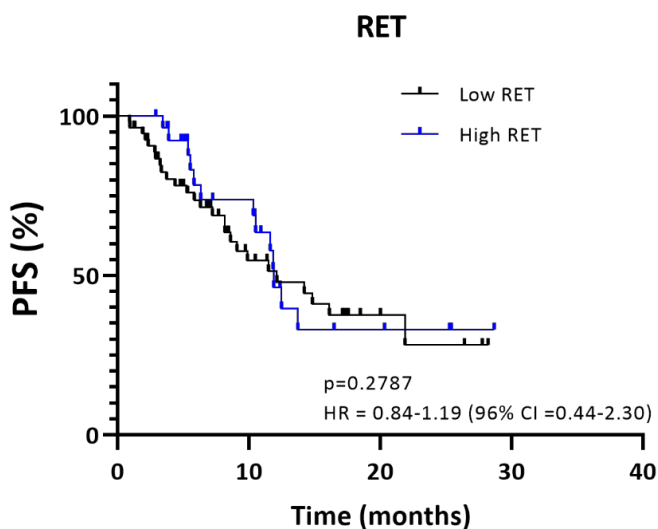 RET
Low RET
High RET
PFS (%)
100
50
0
p=0.2787
HR = 0.84-1.19 (96% CI =0.44-2.30)
0 10 20 30 40
Time (months)